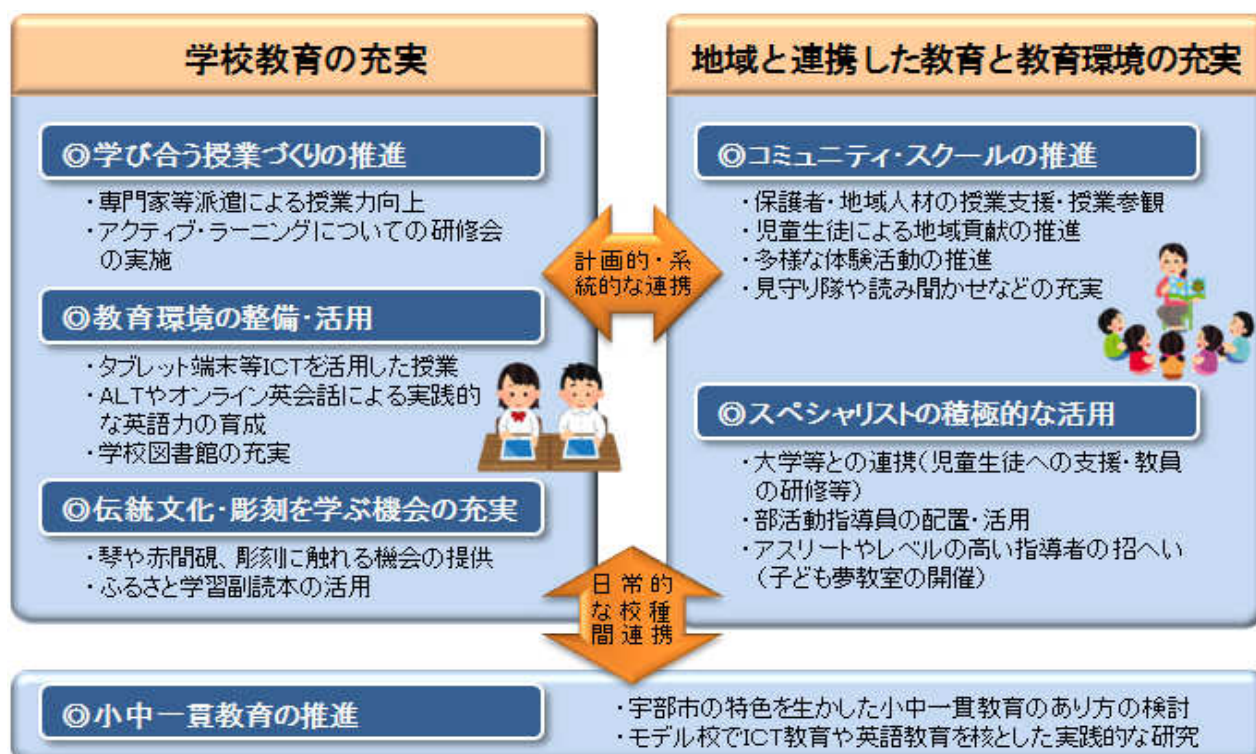 学校教育の充実
◎学び合う授業づくりの推進
・専門家等派遣による授業力向上
・アクティブ・ラーニングについての研修会
の実施
◎教育環境の整備・活用
・タブレット端末等ICTを活用した授業
・ALTやオンライン英会話による実践的
な英語力の育成
・学校図書館の充実
◎伝統文化・彫刻を学ぶ機会の充実
・琴や赤間硯、彫刻に触れる機会の提供
・ふるさと学習副読本の活用
計画的・系
統的な連携
地域と連携した教育と教育環境の充実
◎コミュニティ・スクールの推進
・保護者・地域人材の授業支援・授業参観
・児童生徒による地域貢献の推進
・多様な体験活動の推進
・見守り隊や読み聞かせなどの充実
◎スペシャリストの積極的な活用
・大学等との連携（児童生徒への支援・教員
の研修等）
・部活動指導員の配置・活用
・アスリートやレベルの高い指導者の招へい
（子ども夢教室の開催）
日常的
な校種
間連携
◎小中一貫教育の推進
・宇部市の特色を生かした小中一貫教育のあり方の検討
・モデル校でICT教育や英語教育を核とした実践的な研究